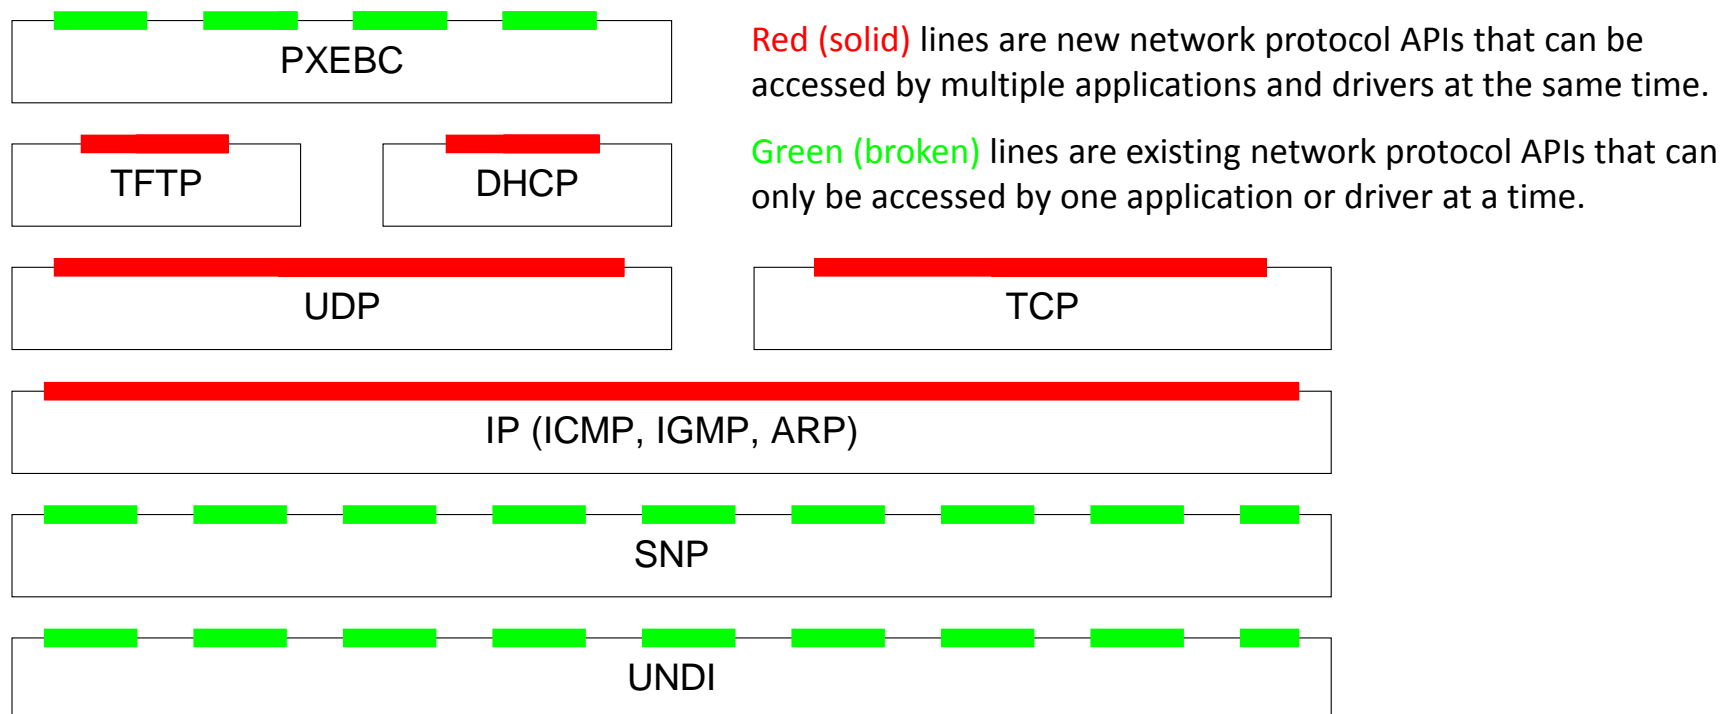 PXEBC
Red (solid) lines are new network protocol APIs that can be
accessed by multiple applications and drivers at the same time.
TFTP
DHCP
Green (broken) lines are existing network protocol APIs that can
only be accessed by one application or driver at a time.
UDP
TCP
IP (ICMP, IGMP, ARP)
SNP
UNDI